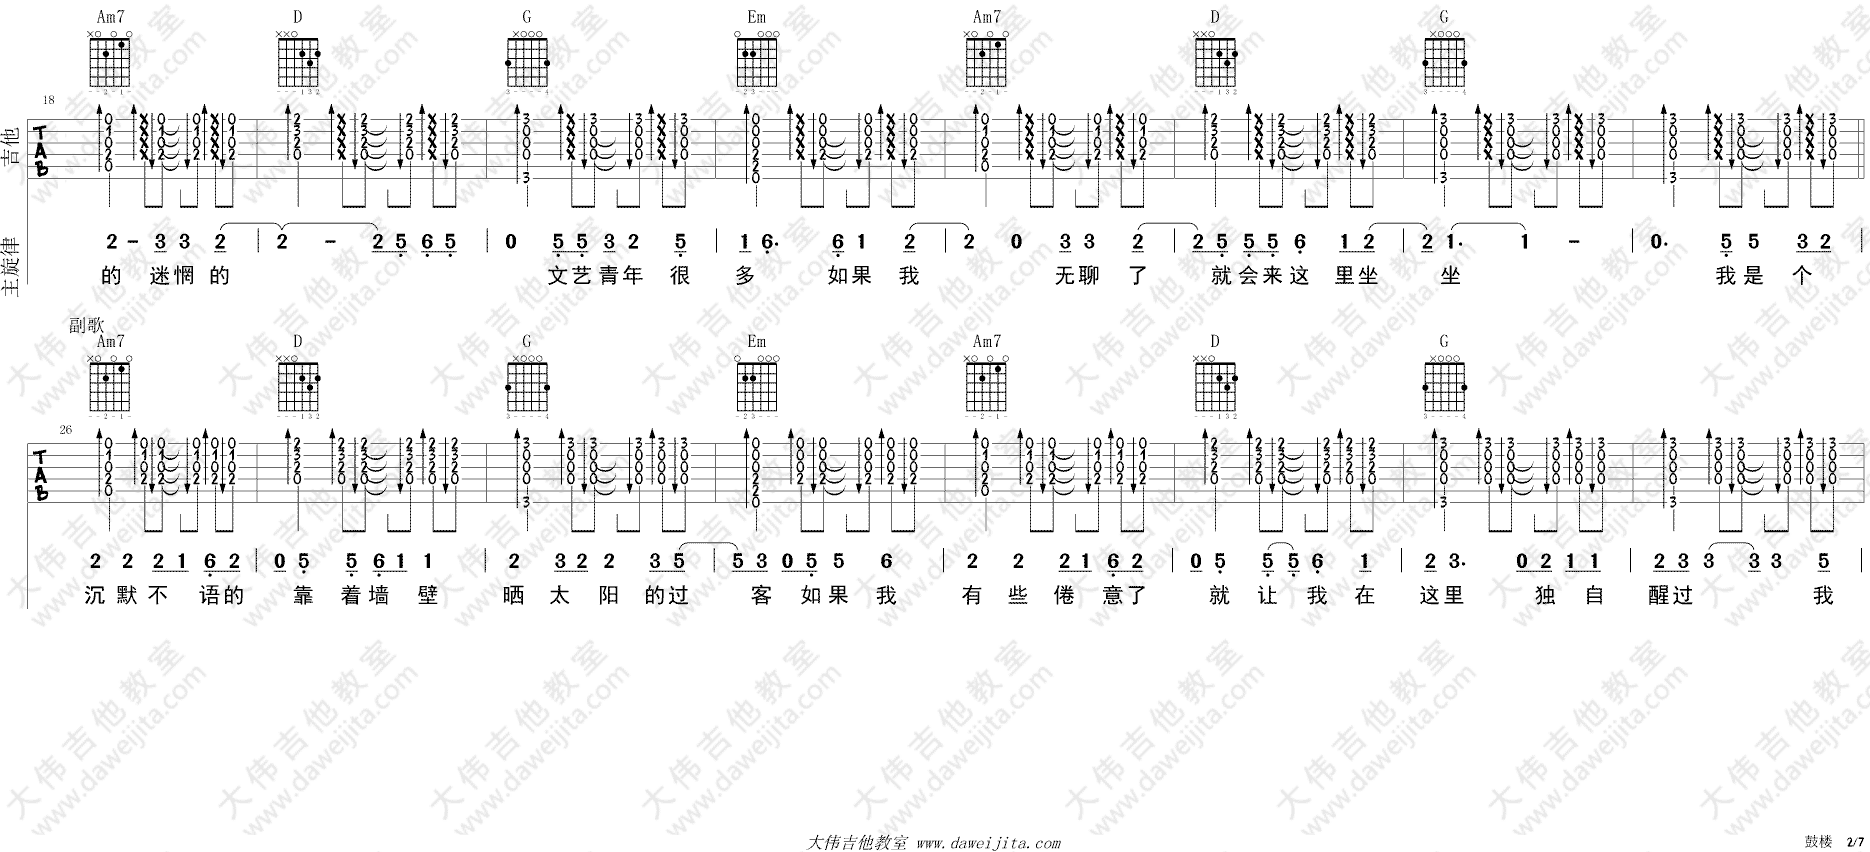 Am7 D G Em Am7 D G
18
吉他
TAB
主旋律
2 - 3 3 2 | 2 - 2 5 6 5 | 0 5 5 3 2 5 | 1 6. 6 1 2 | 2 0 3 3 2 | 2 5 5 5 6 1 2 | 2 1. 1 - | 0. 5 5 3 2 |
的 迷惘 的 文艺青年 很 多 如果 我 无聊 了 就会来这 里坐 坐 我是 个
副歌
Am7 D G Em Am7 D G
26
TAB
2 2 2 1 6 2 | 0 5 5 6 1 1 | 2 3 2 2 3 5 | 5 3 0 5 5 6 | 2 2 2 1 6 2 | 0 5 5 5 6 1 | 2 3. 0 2 1 1 | 2 3 3 3 3 5 |
沉 默 不 语的 靠 着墙 壁 晒 太 阳 的过 客 如果 我 有 些 倦 意了 就 让 我 在 这里 独 自 醒过 我
大伟吉他教室 www.daweijita.com
鼓楼 2/7